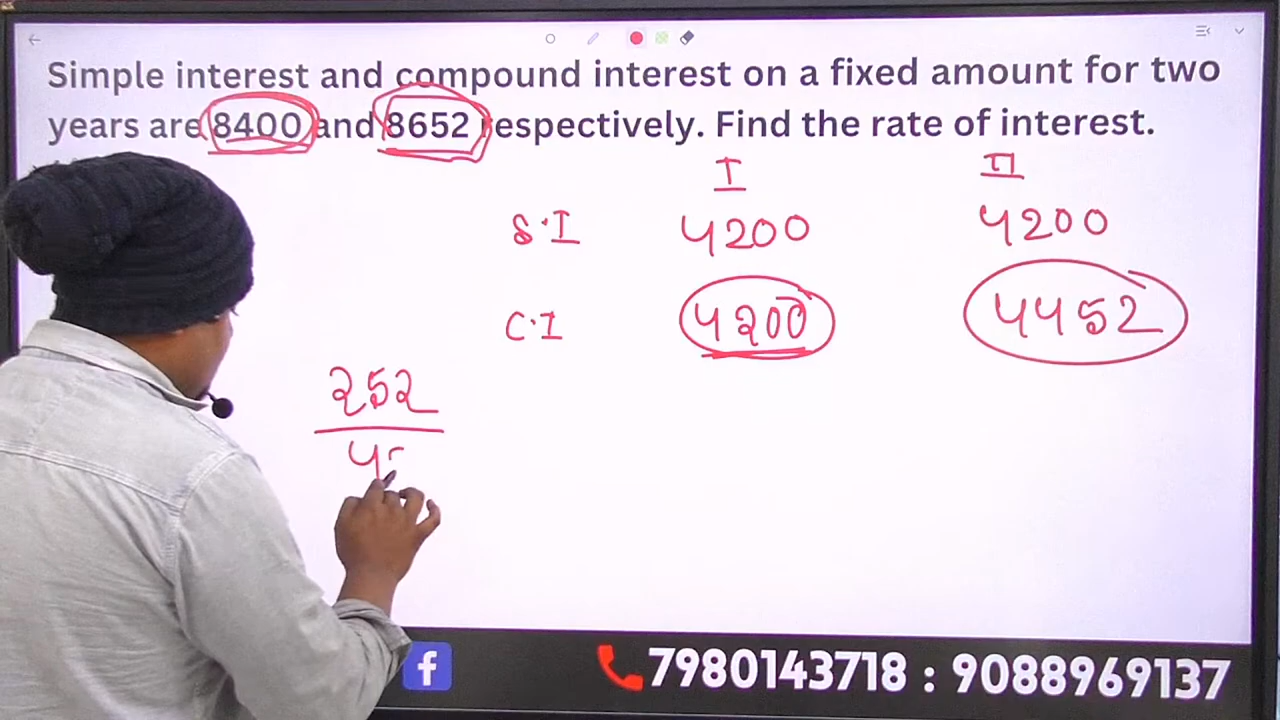 Simple interest and compound interest on a fixed amount for two
years are 8400 and 8652 respectively. Find the rate of interest.
I II
S.I 4200 4200
C.I 4200 4452
252
4
f 7980143718 : 9088969137